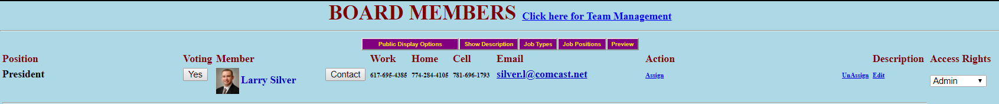 BOARD MEMBERS Click here for Team Management
Public Display Options Show Description Job Types Job Positions Preview
Position Voting Member Work Home Cell Email Action Description Access Rights
President Yes Larry Silver Contact 617-695-4385 774-284-4105 781-696-1793 silver.l@comcast.net Assign UnAssign Edit Admin